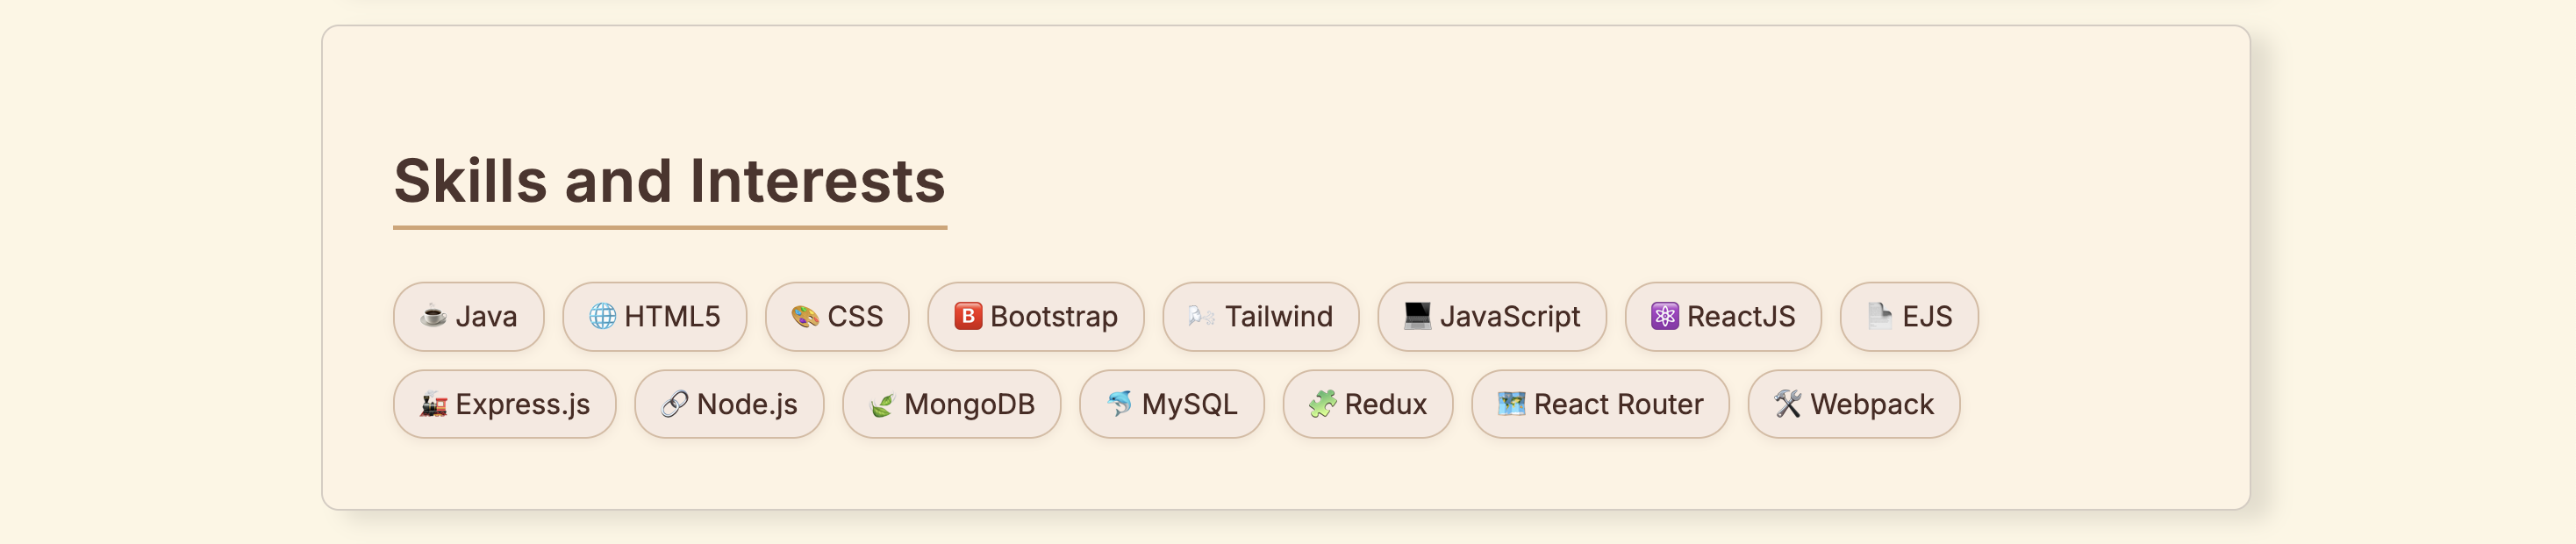 Skills and Interests
☕ Java 🌐 HTML5 🎨 CSS 🅱️ Bootstrap 🌬️ Tailwind 💻 JavaScript ⚛️ ReactJS 📄 EJS
🚂 Express.js 🔗 Node.js 🍃 MongoDB 🐬 MySQL 🧩 Redux 🗺️ React Router 🛠️ Webpack